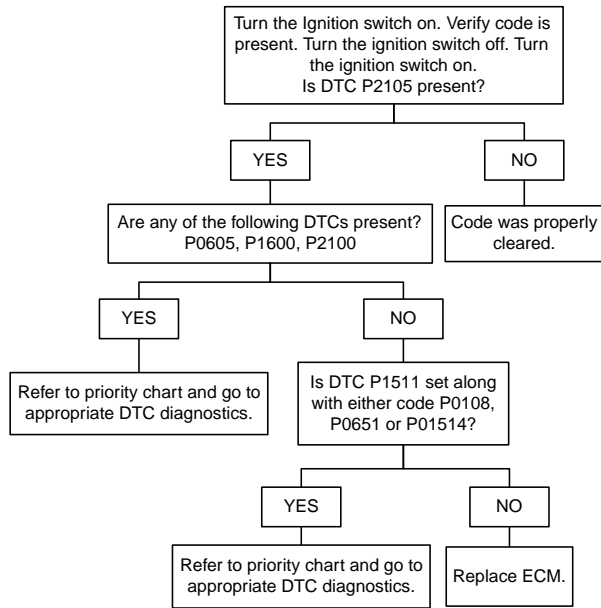 Turn the Ignition switch on. Verify code is
present. Turn the ignition switch off. Turn
the ignition switch on.
Is DTC P2105 present?
YES
NO
Are any of the following DTCs present?
P0605, P1600, P2100
Code was properly
cleared.
YES
NO
Refer to priority chart and go to
appropriate DTC diagnostics.
Is DTC P1511 set along
with either code P0108,
P0651 or P01514?
YES
NO
Refer to priority chart and go to
appropriate DTC diagnostics.
Replace ECM.